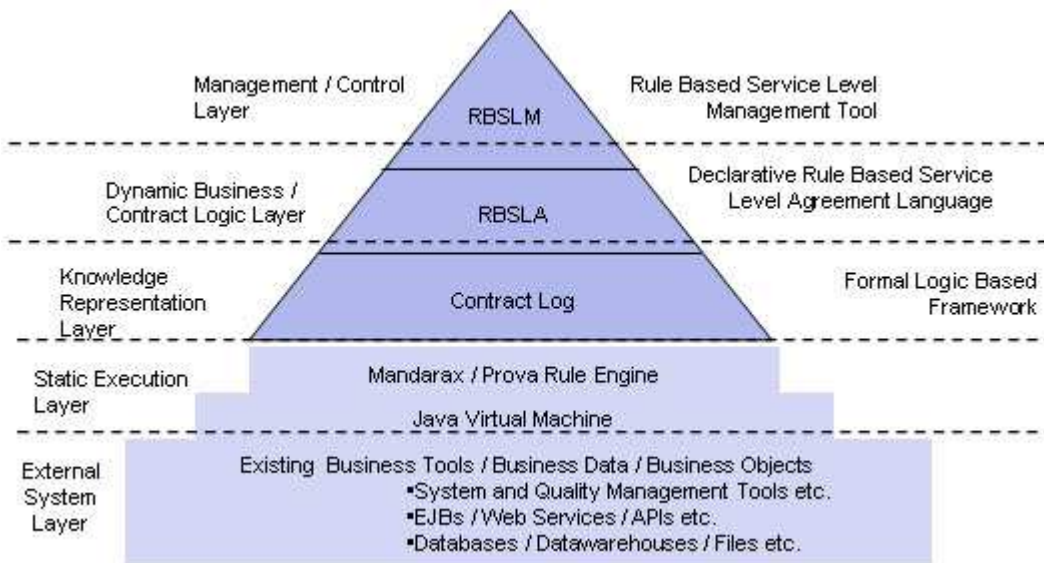 Management / Control
Layer
RBSLM
Rule Based Service Level
Management Tool
Dynamic Business /
Contract Logic Layer
RBSLA
Declarative Rule Based Service
Level Agreement Language
Knowledge
Representation
Layer
Contract Log
Formal Logic Based
Framework
Static Execution
Layer
Mandarax / Prova Rule Engine
Java Virtual Machine
External
System
Layer
Existing Business Tools / Business Data / Business Objects
▪System and Quality Management Tools etc.
▪EJBs / Web Services / APIs etc.
▪Databases / Datawarehouses / Files etc.